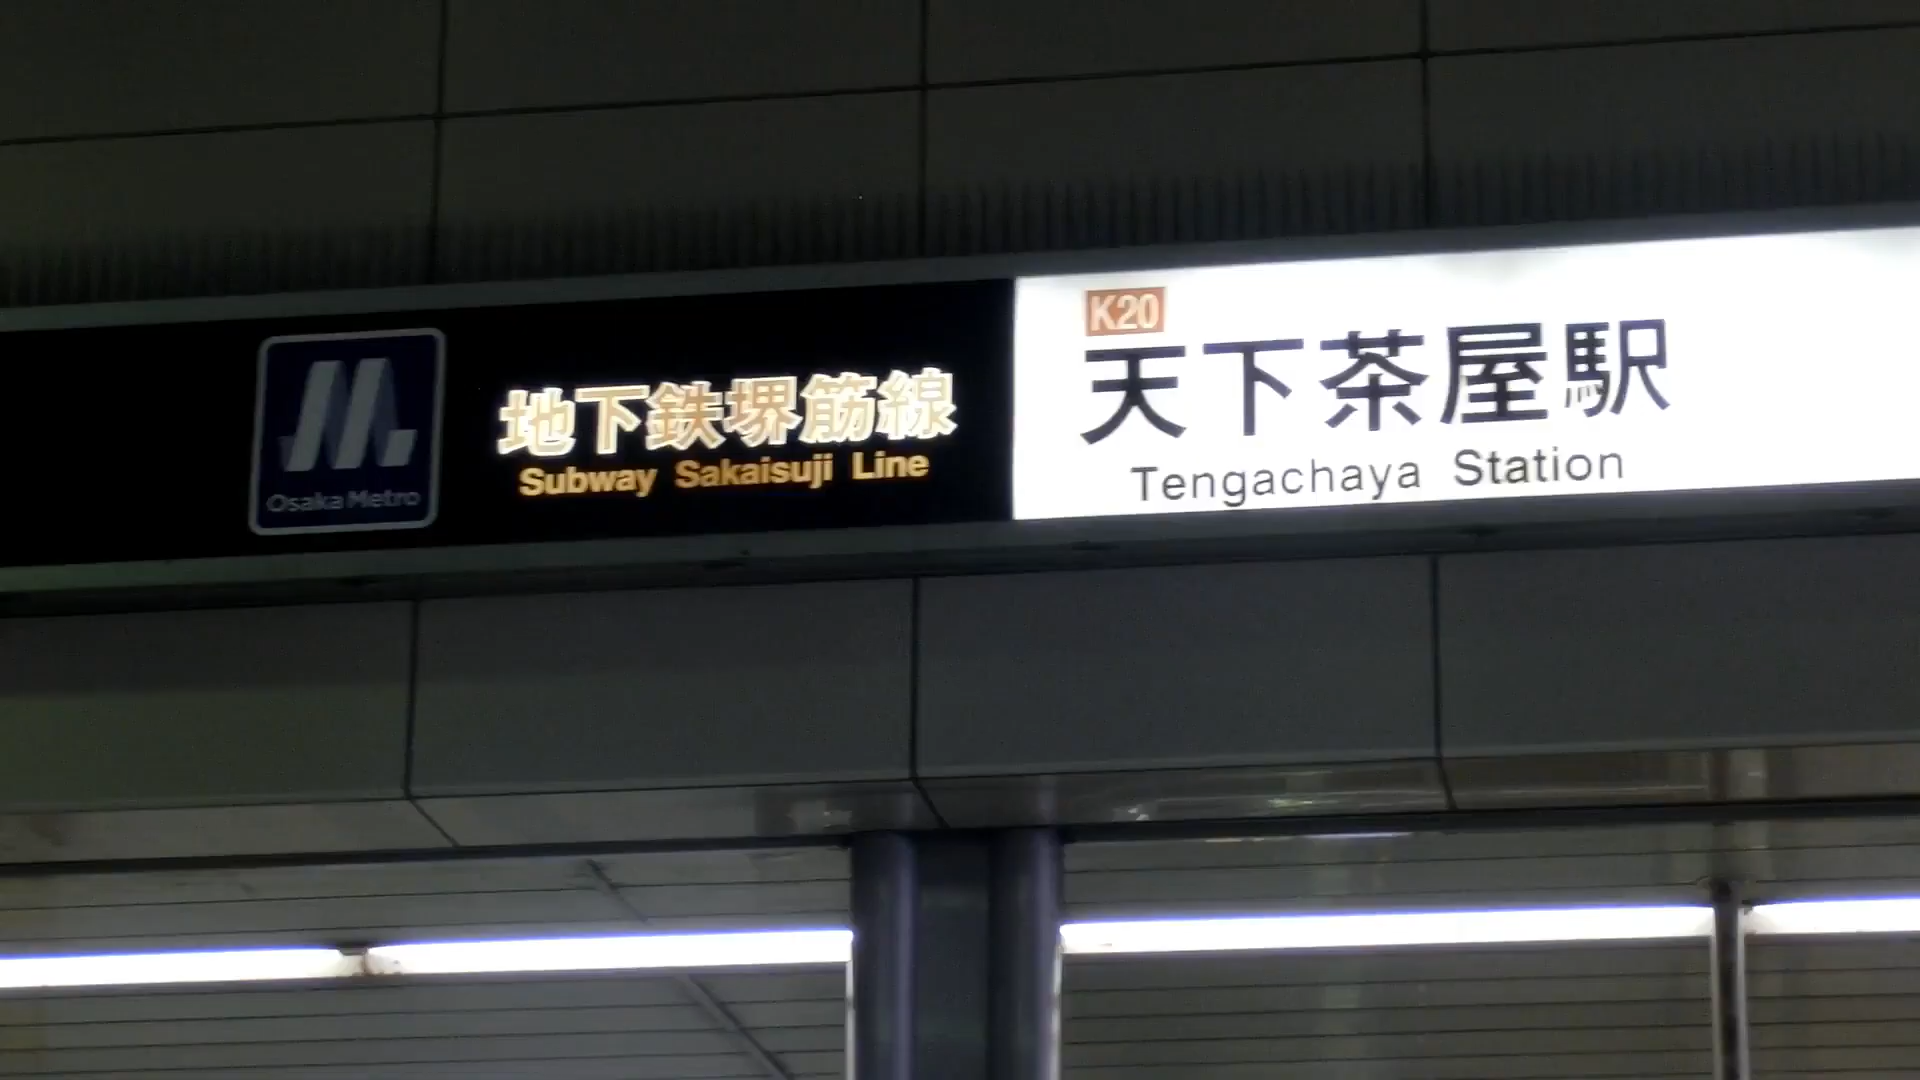 Osaka Metro
地下鉄堺筋線
Subway Sakaisuji Line
K20
天下茶屋駅
Tengachaya Station